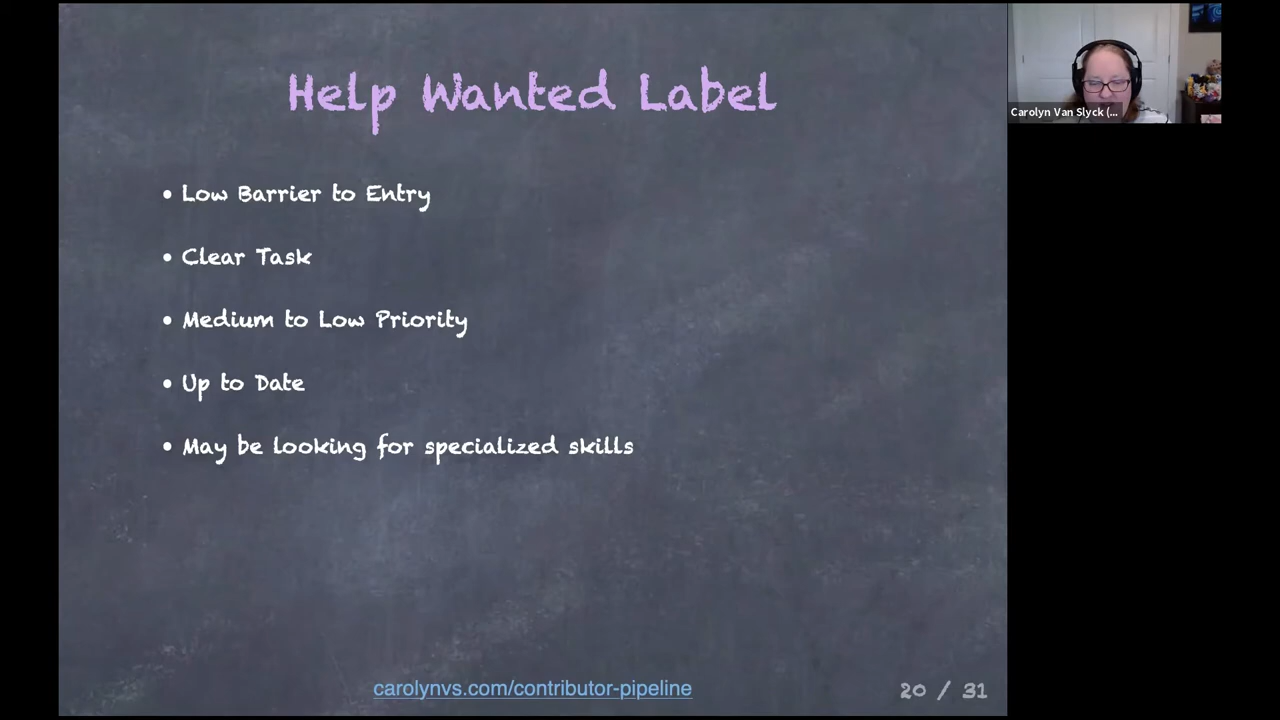 Help Wanted Label
• Low Barrier to Entry
• Clear Task
• Medium to Low Priority
• Up to Date
• May be looking for specialized skills
carolynvs.com/contributor-pipeline
20 / 31
Carolyn Van Slyck (...